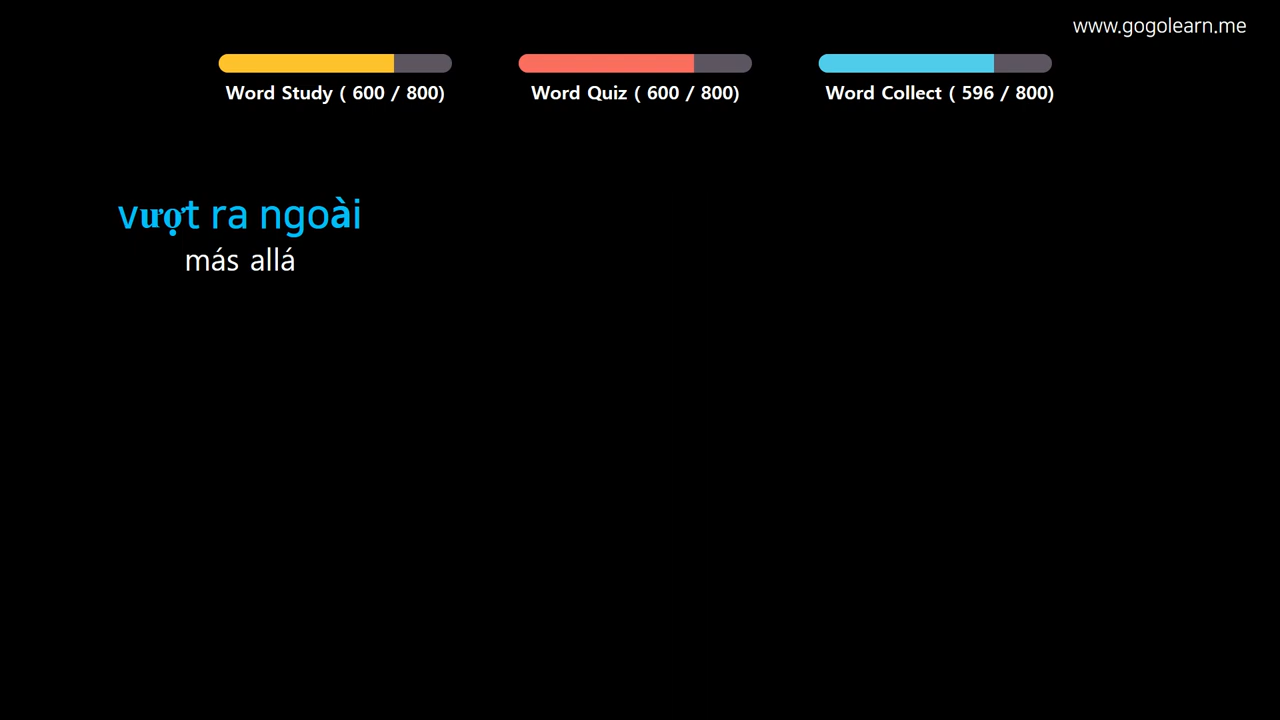 www.gogolearn.me
Word Study ( 600 / 800)
Word Quiz ( 600 / 800)
Word Collect ( 596 / 800)
vượt ra ngoài
más allá